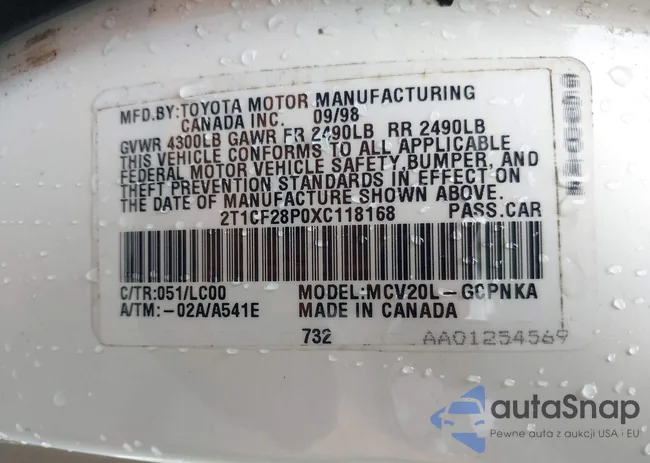 MFD.BY:TOYOTA MOTOR MANUFACTURING
CANADA INC. 09/98
GVWR 4300LB GAWR FR 2490LB RR 2490LB
THIS VEHICLE CONFORMS TO ALL APPLICABLE
FEDERAL MOTOR VEHICLE SAFETY,BUMPER, AND
THEFT PREVENTION STANDARDS IN EFFECT ON
THE DATE OF MANUFACTURE SHOWN ABOVE.
2T1CF28P0XC118168 PASS.CAR
C/TR:051/LC00 MODEL:MCV20L-GCPNKA
A/TM:-02A/A541E MADE IN CANADA
732 AA01254569
autaSnap
Pewne auta z aukcji USA i EU